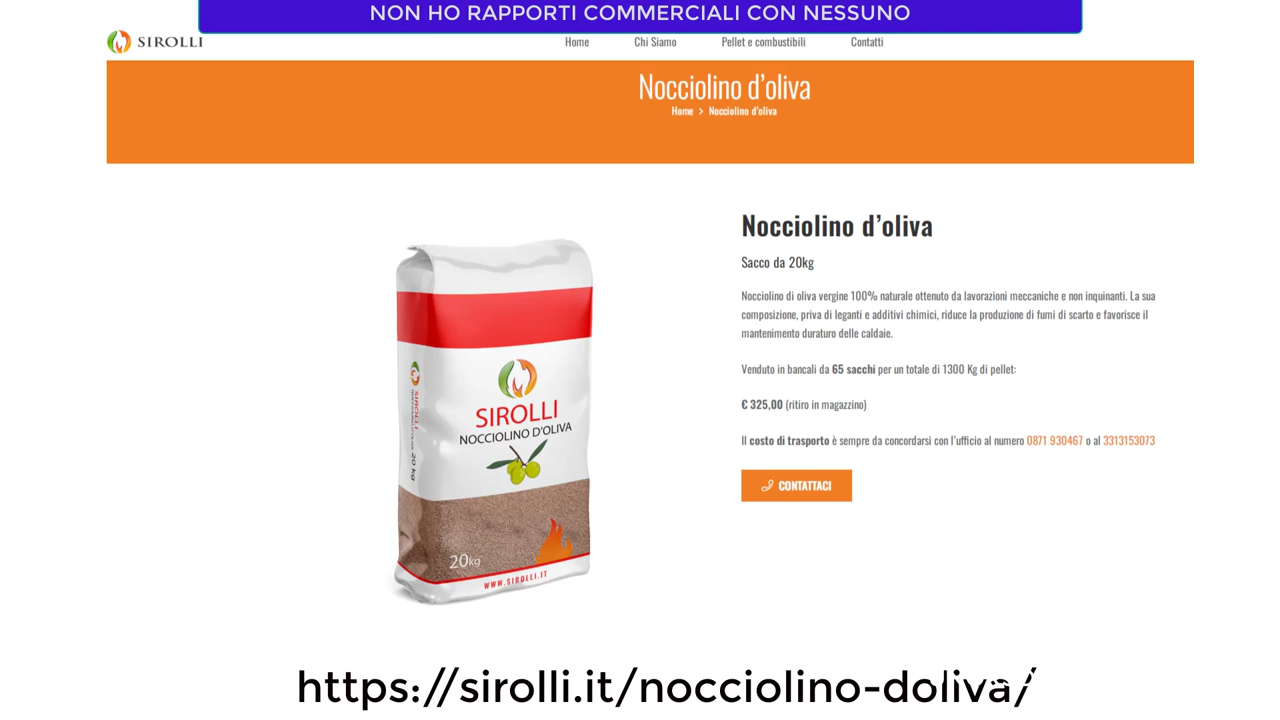 NON HO RAPPORTI COMMERCIALI CON NESSUNO
SIROLLI
Home
Chi Siamo
Pellet e combustibili
Contatti
Nocciolino d’oliva
Home > Nocciolino d’oliva
Nocciolino d’oliva
Sacco da 20kg
Nocciolino di oliva vergine 100% naturale ottenuto da lavorazioni meccaniche e non inquinanti. La sua
composizione, priva di leganti e additivi chimici, riduce la produzione di fumi di scarto e favorisce il
mantenimento duraturo delle caldaie.
Venduto in bancali da 65 sacchi per un totale di 1300 Kg di pellet:
€ 325,00 (ritiro in magazzino)
Il costo di trasporto è sempre da concordarsi con l’ufficio al numero 0871 930467 o al 3313153073
CONTATTACI
SIROLLI
NOCCIOLINO D’OLIVA
20kg
WWW.SIROLLI.IT
SIROLLI
20 kg
https://sirolli.it/nocciolino-doliva/